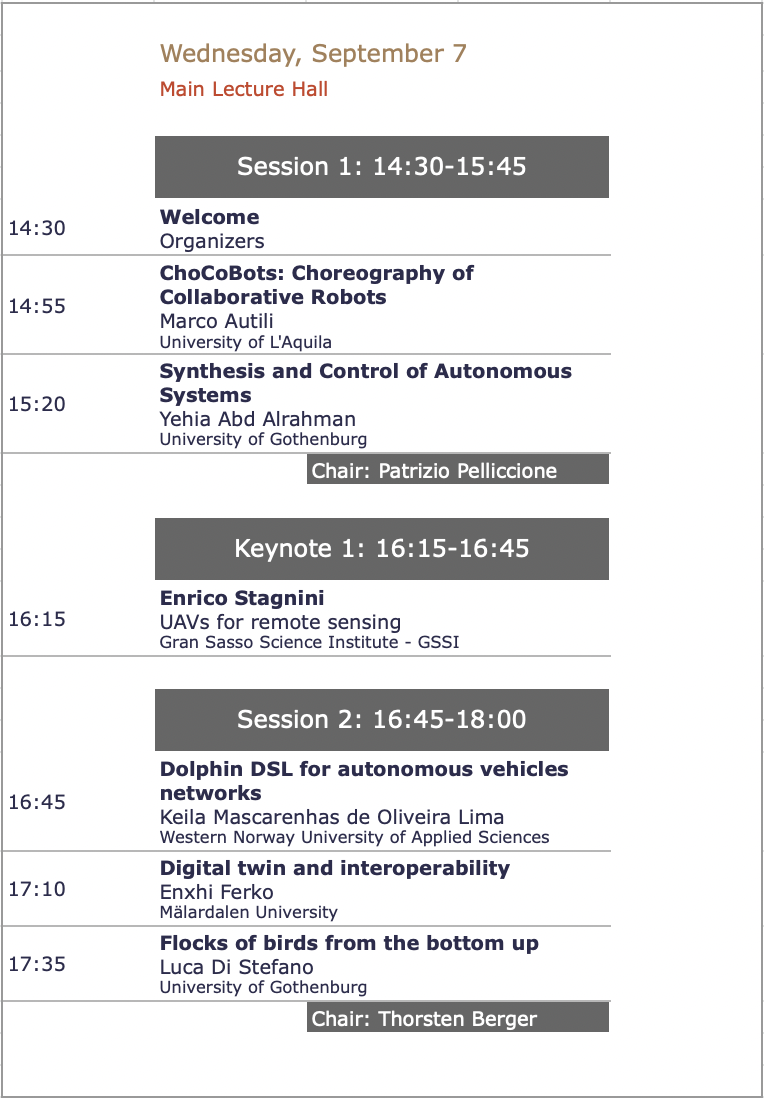 Wednesday, September 7
Main Lecture Hall
Session 1: 14:30-15:45
14:30
Welcome
Organizers
14:55
ChoCoBots: Choreography of
Collaborative Robots
Marco Autili
University of L'Aquila
15:20
Synthesis and Control of Autonomous
Systems
Yehia Abd Alrahman
University of Gothenburg
Chair: Patrizio Pelliccione
Keynote 1: 16:15-16:45
16:15
Enrico Stagnini
UAVs for remote sensing
Gran Sasso Science Institute - GSSI
Session 2: 16:45-18:00
16:45
Dolphin DSL for autonomous vehicles
networks
Keila Mascarenhas de Oliveira Lima
Western Norway University of Applied Sciences
17:10
Digital twin and interoperability
Enxhi Ferko
Mälardalen University
17:35
Flocks of birds from the bottom up
Luca Di Stefano
University of Gothenburg
Chair: Thorsten Berger